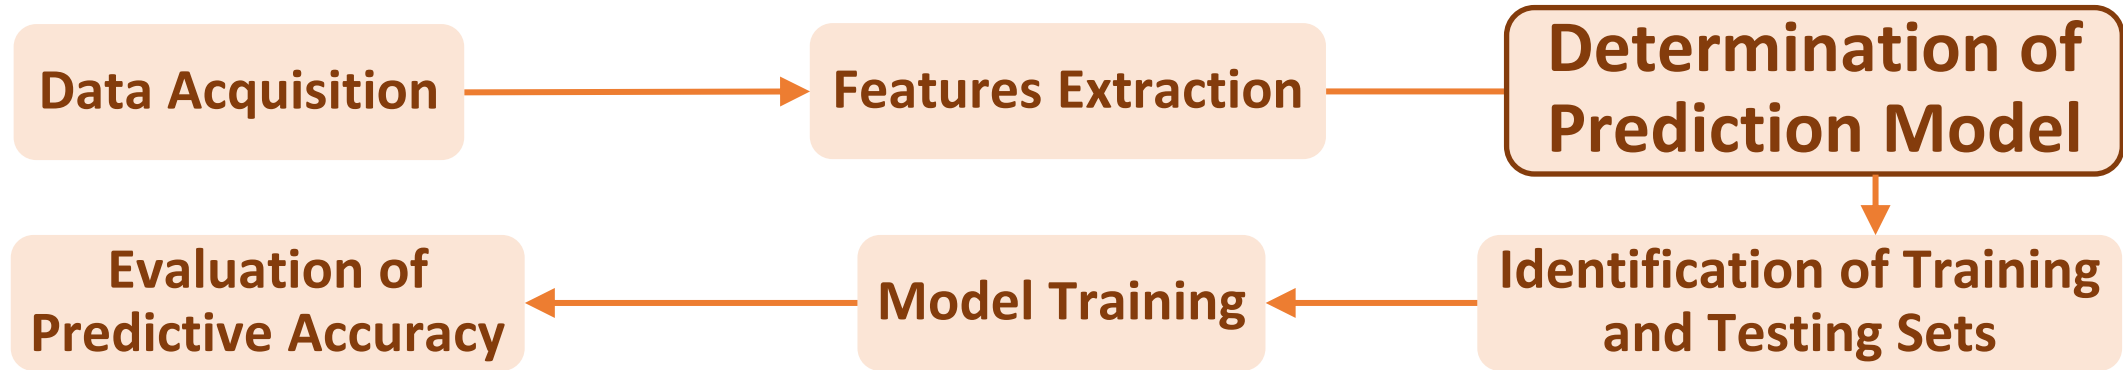 Data Acquisition
Features Extraction
Determination of
Prediction Model
Identification of Training
and Testing Sets
Model Training
Evaluation of
Predictive Accuracy